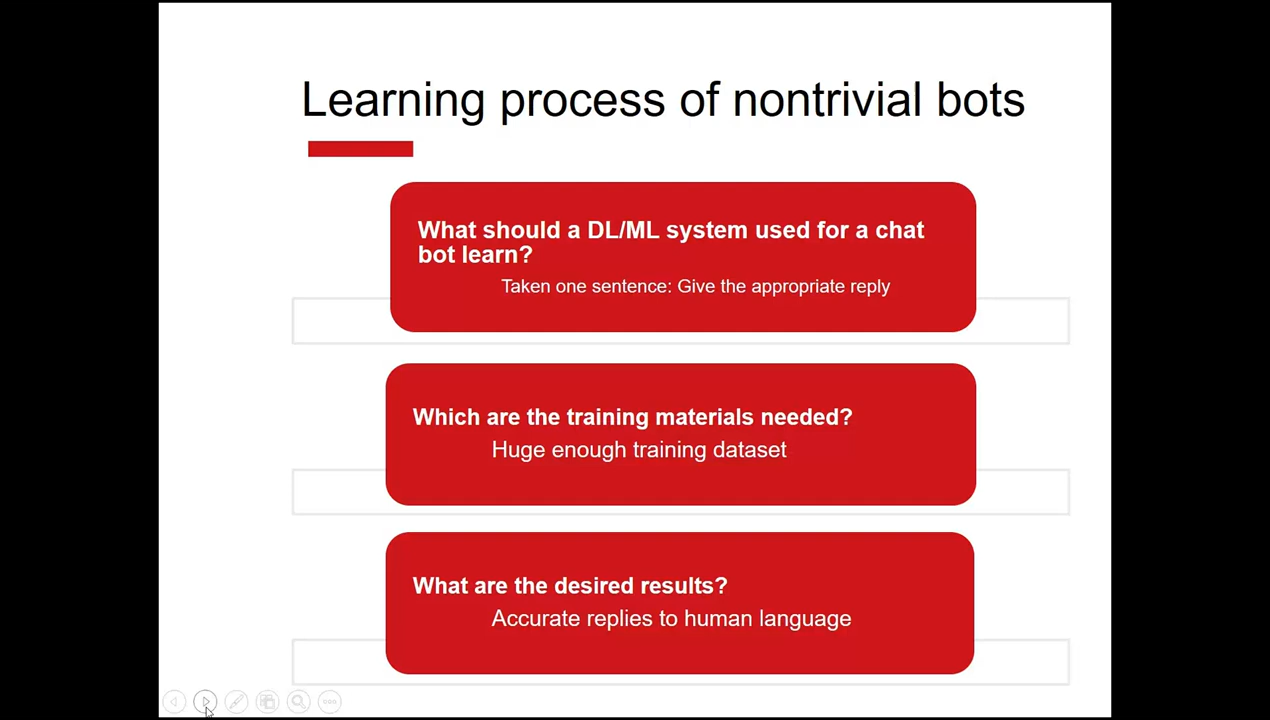 Learning process of nontrivial bots
What should a DL/ML system used for a chat
bot learn?
Taken one sentence: Give the appropriate reply
Which are the training materials needed?
Huge enough training dataset
What are the desired results?
Accurate replies to human language